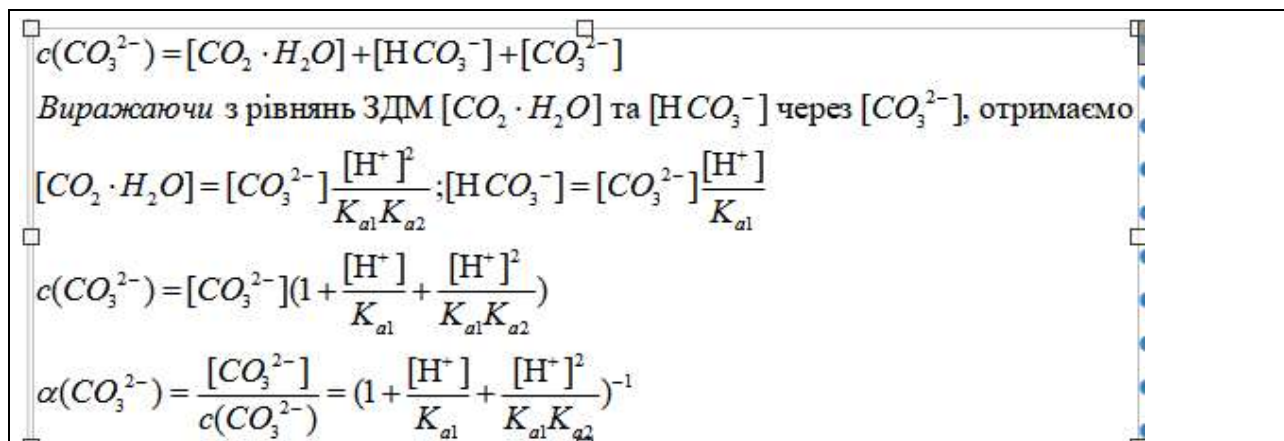 c(CO₃²⁻)=[CO₂·H₂O]+[HCO₃⁻]+[CO₃²⁻]
Виражаючи з рівнянь ЗДМ [CO₂·H₂O] та [HCO₃⁻] через [CO₃²⁻], отримаємо
[CO₂·H₂O]=[CO₃²⁻][H⁺]²/(Kₐ₁Kₐ₂);[HCO₃⁻]=[CO₃²⁻][H⁺]/Kₐ₁
c(CO₃²⁻)=[CO₃²⁻](1+[H⁺]/Kₐ₁+[H⁺]²/(Kₐ₁Kₐ₂))
α(CO₃²⁻)=[CO₃²⁻]/c(CO₃²⁻)=(1+[H⁺]/Kₐ₁+[H⁺]²/(Kₐ₁Kₐ₂))⁻¹